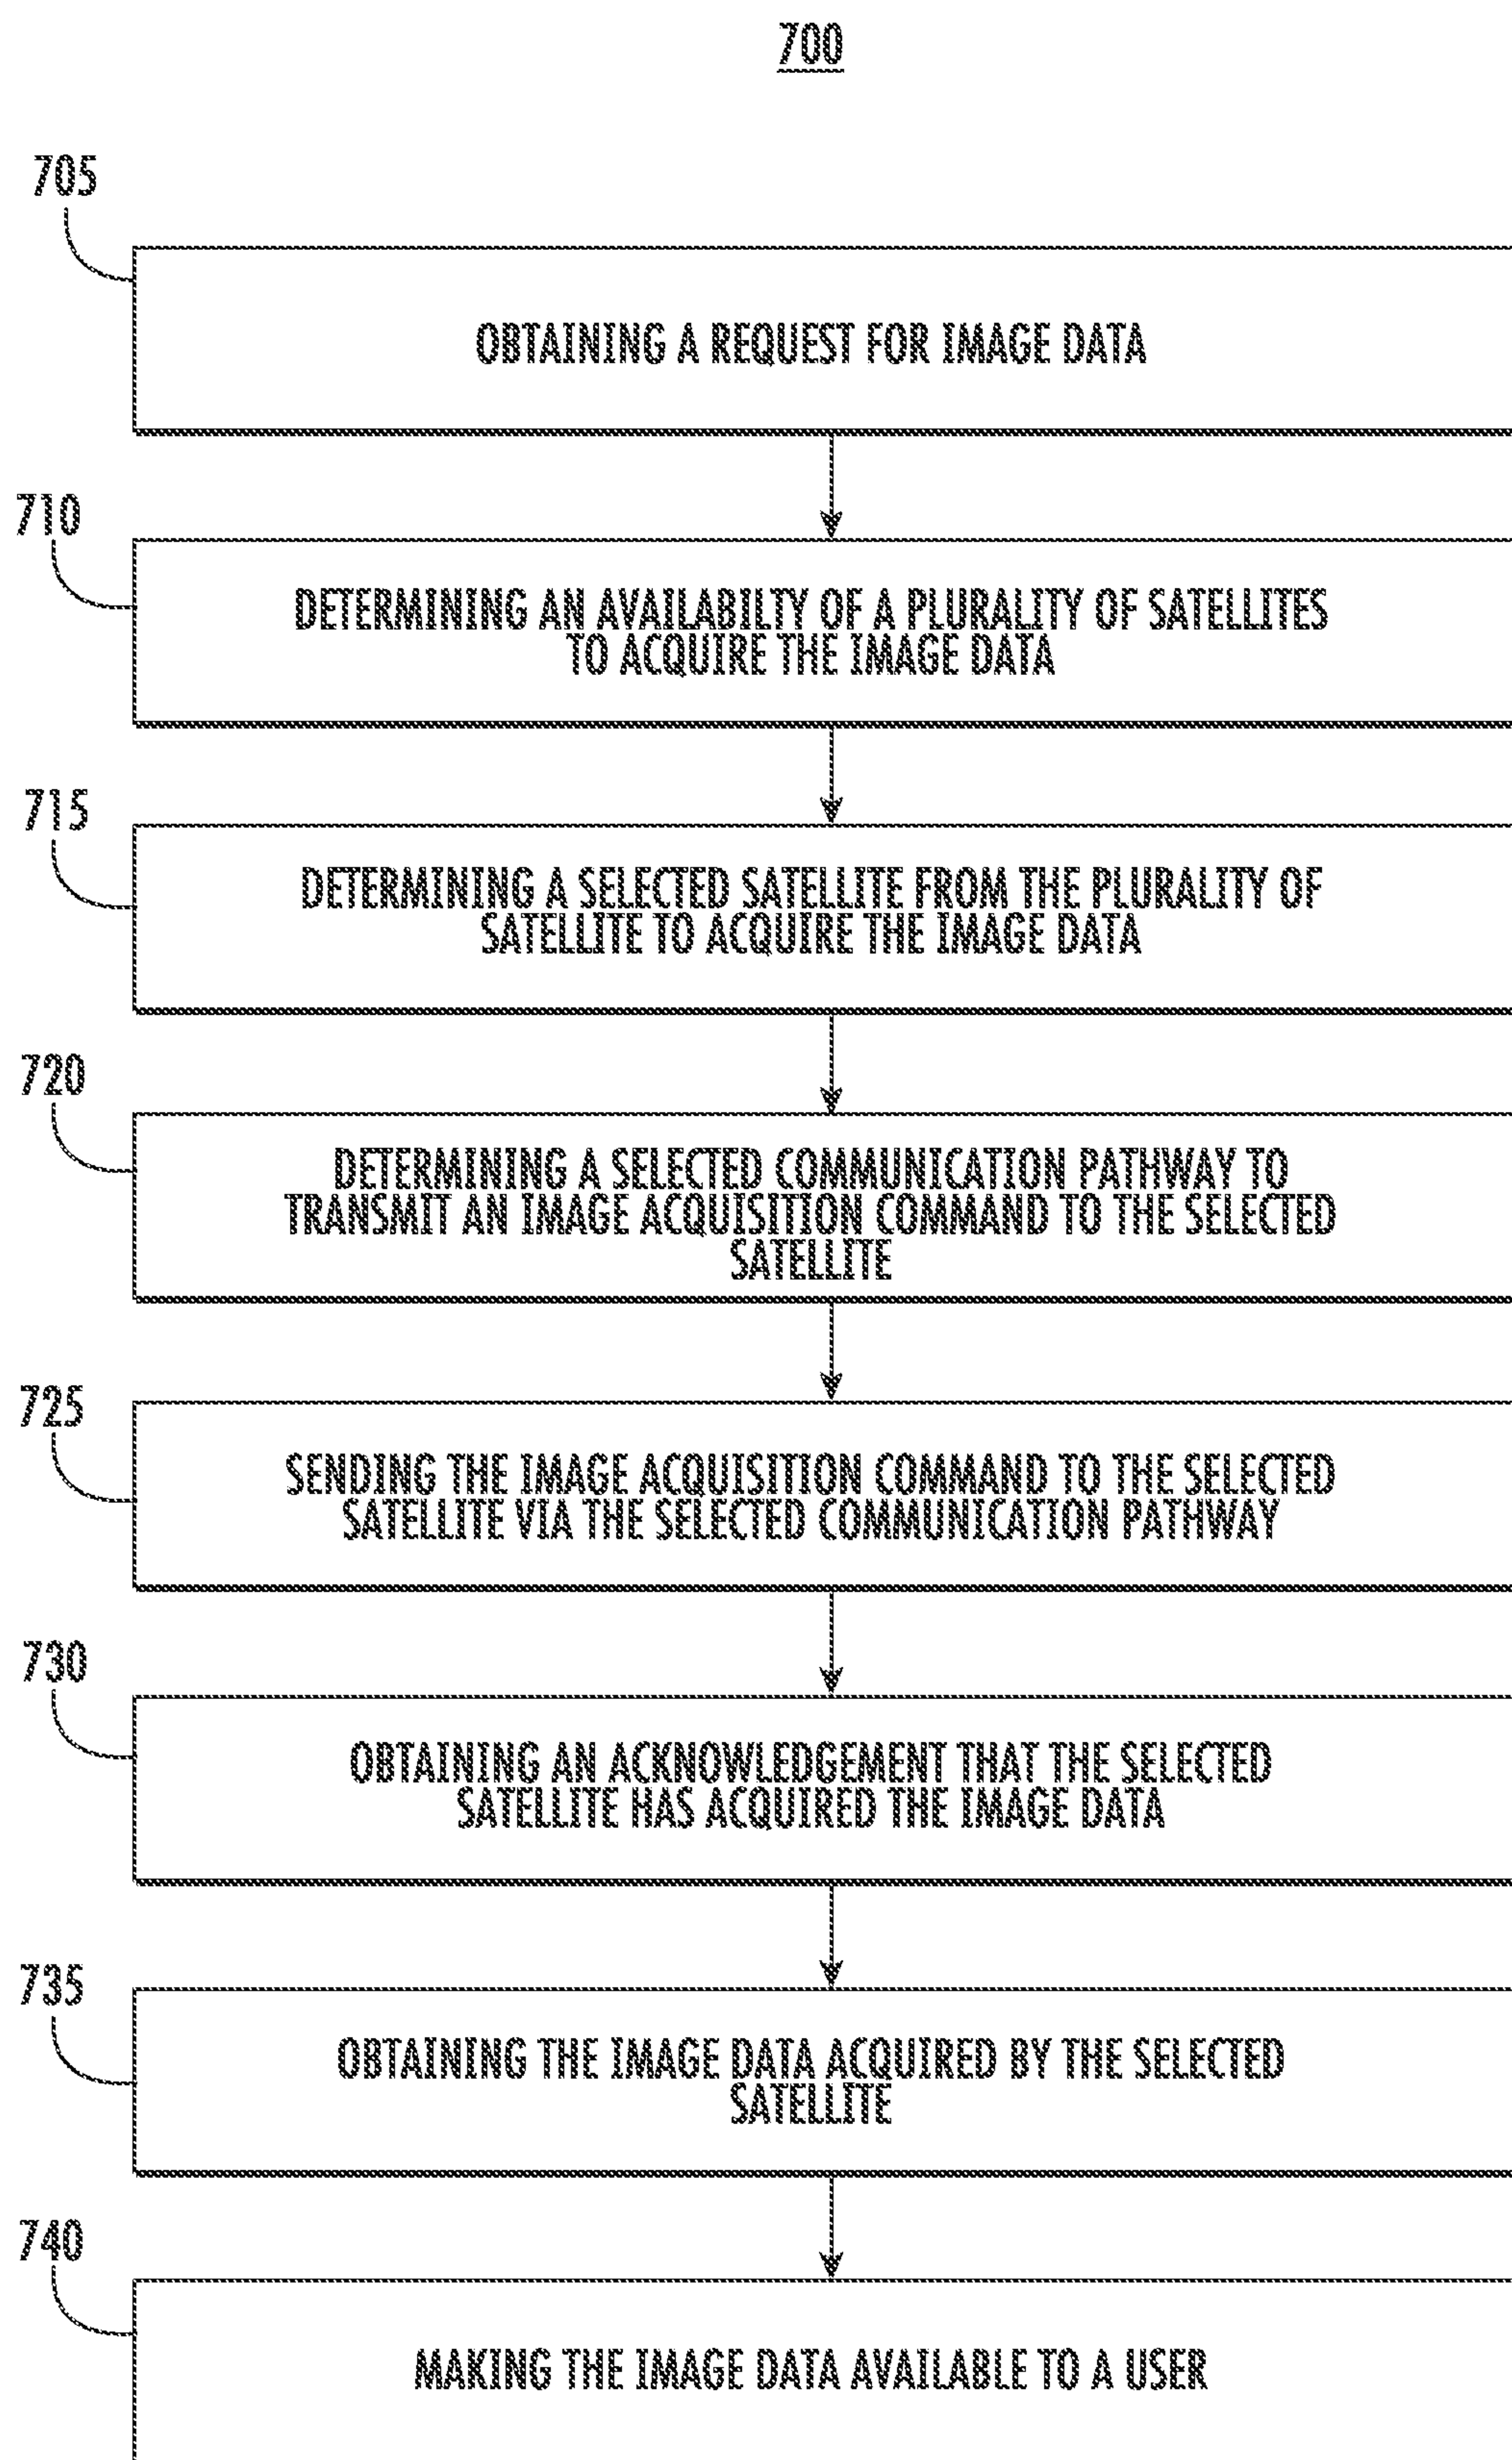 700
705
OBTAINING A REQUEST FOR IMAGE DATA
710
DETERMINING AN AVAILABILTY OF A PLURALITY OF SATELLITES
TO ACQUIRE THE IMAGE DATA
715
DETERMINING A SELECTED SATELLITE FROM THE PLURALITY OF
SATELLITE TO ACQUIRE THE IMAGE DATA
720
DETERMINING A SELECTED COMMUNICATION PATHWAY TO
TRANSMIT AN IMAGE ACQUISITION COMMAND TO THE SELECTED
SATELLITE
725
SENDING THE IMAGE ACQUISITION COMMAND TO THE SELECTED
SATELLITE VIA THE SELECTED COMMUNICATION PATHWAY
730
OBTAINING AN ACKNOWLEDGEMENT THAT THE SELECTED
SATELLITE HAS ACQUIRED THE IMAGE DATA
735
OBTAINING THE IMAGE DATA ACQUIRED BY THE SELECTED
SATELLITE
740
MAKING THE IMAGE DATA AVAILABLE TO A USER